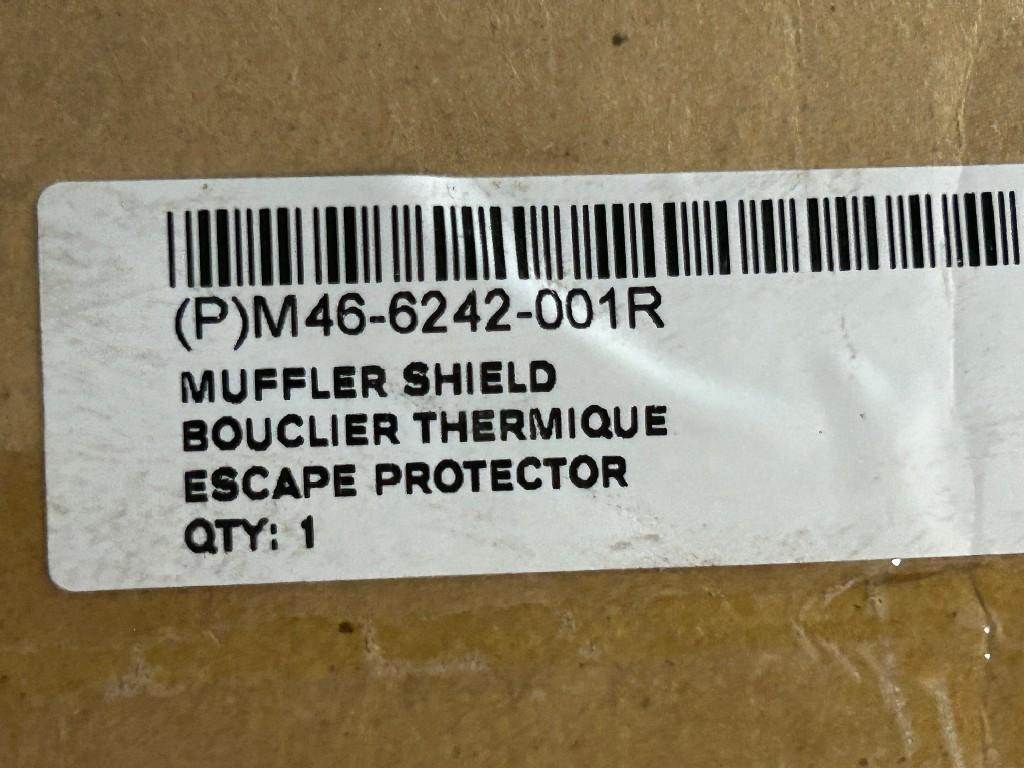 (P)M46-6242-001R
MUFFLER SHIELD
BOUCLIER THERMIQUE
ESCAPE PROTECTOR
QTY: 1